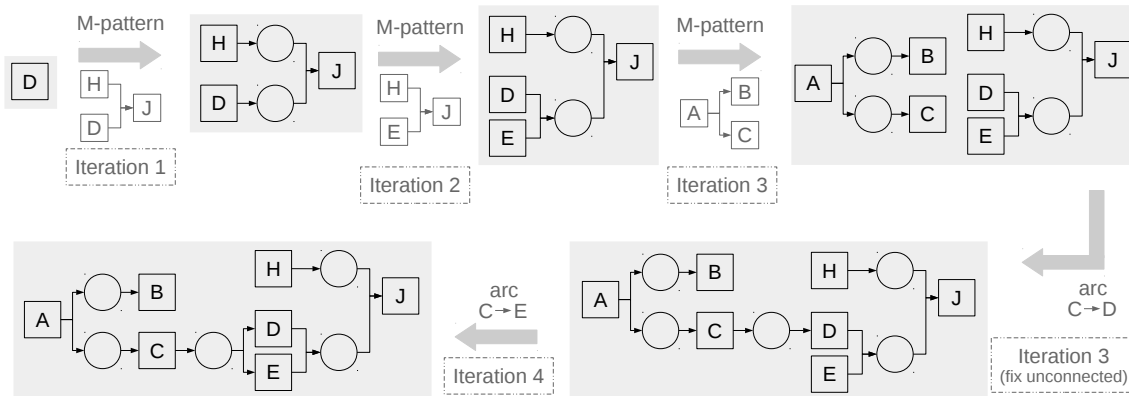 M-pattern
M-pattern
M-pattern
D
H
D
J
Iteration 1
H
D
J
H
E
J
Iteration 2
H
D
E
J
A
B
C
Iteration 3
A
B
C
H
D
E
J
arc
C→D
Iteration 3
(fix unconnected)
A
B
C
D
E
H
J
arc
C→E
Iteration 4
A
B
C
D
E
H
J